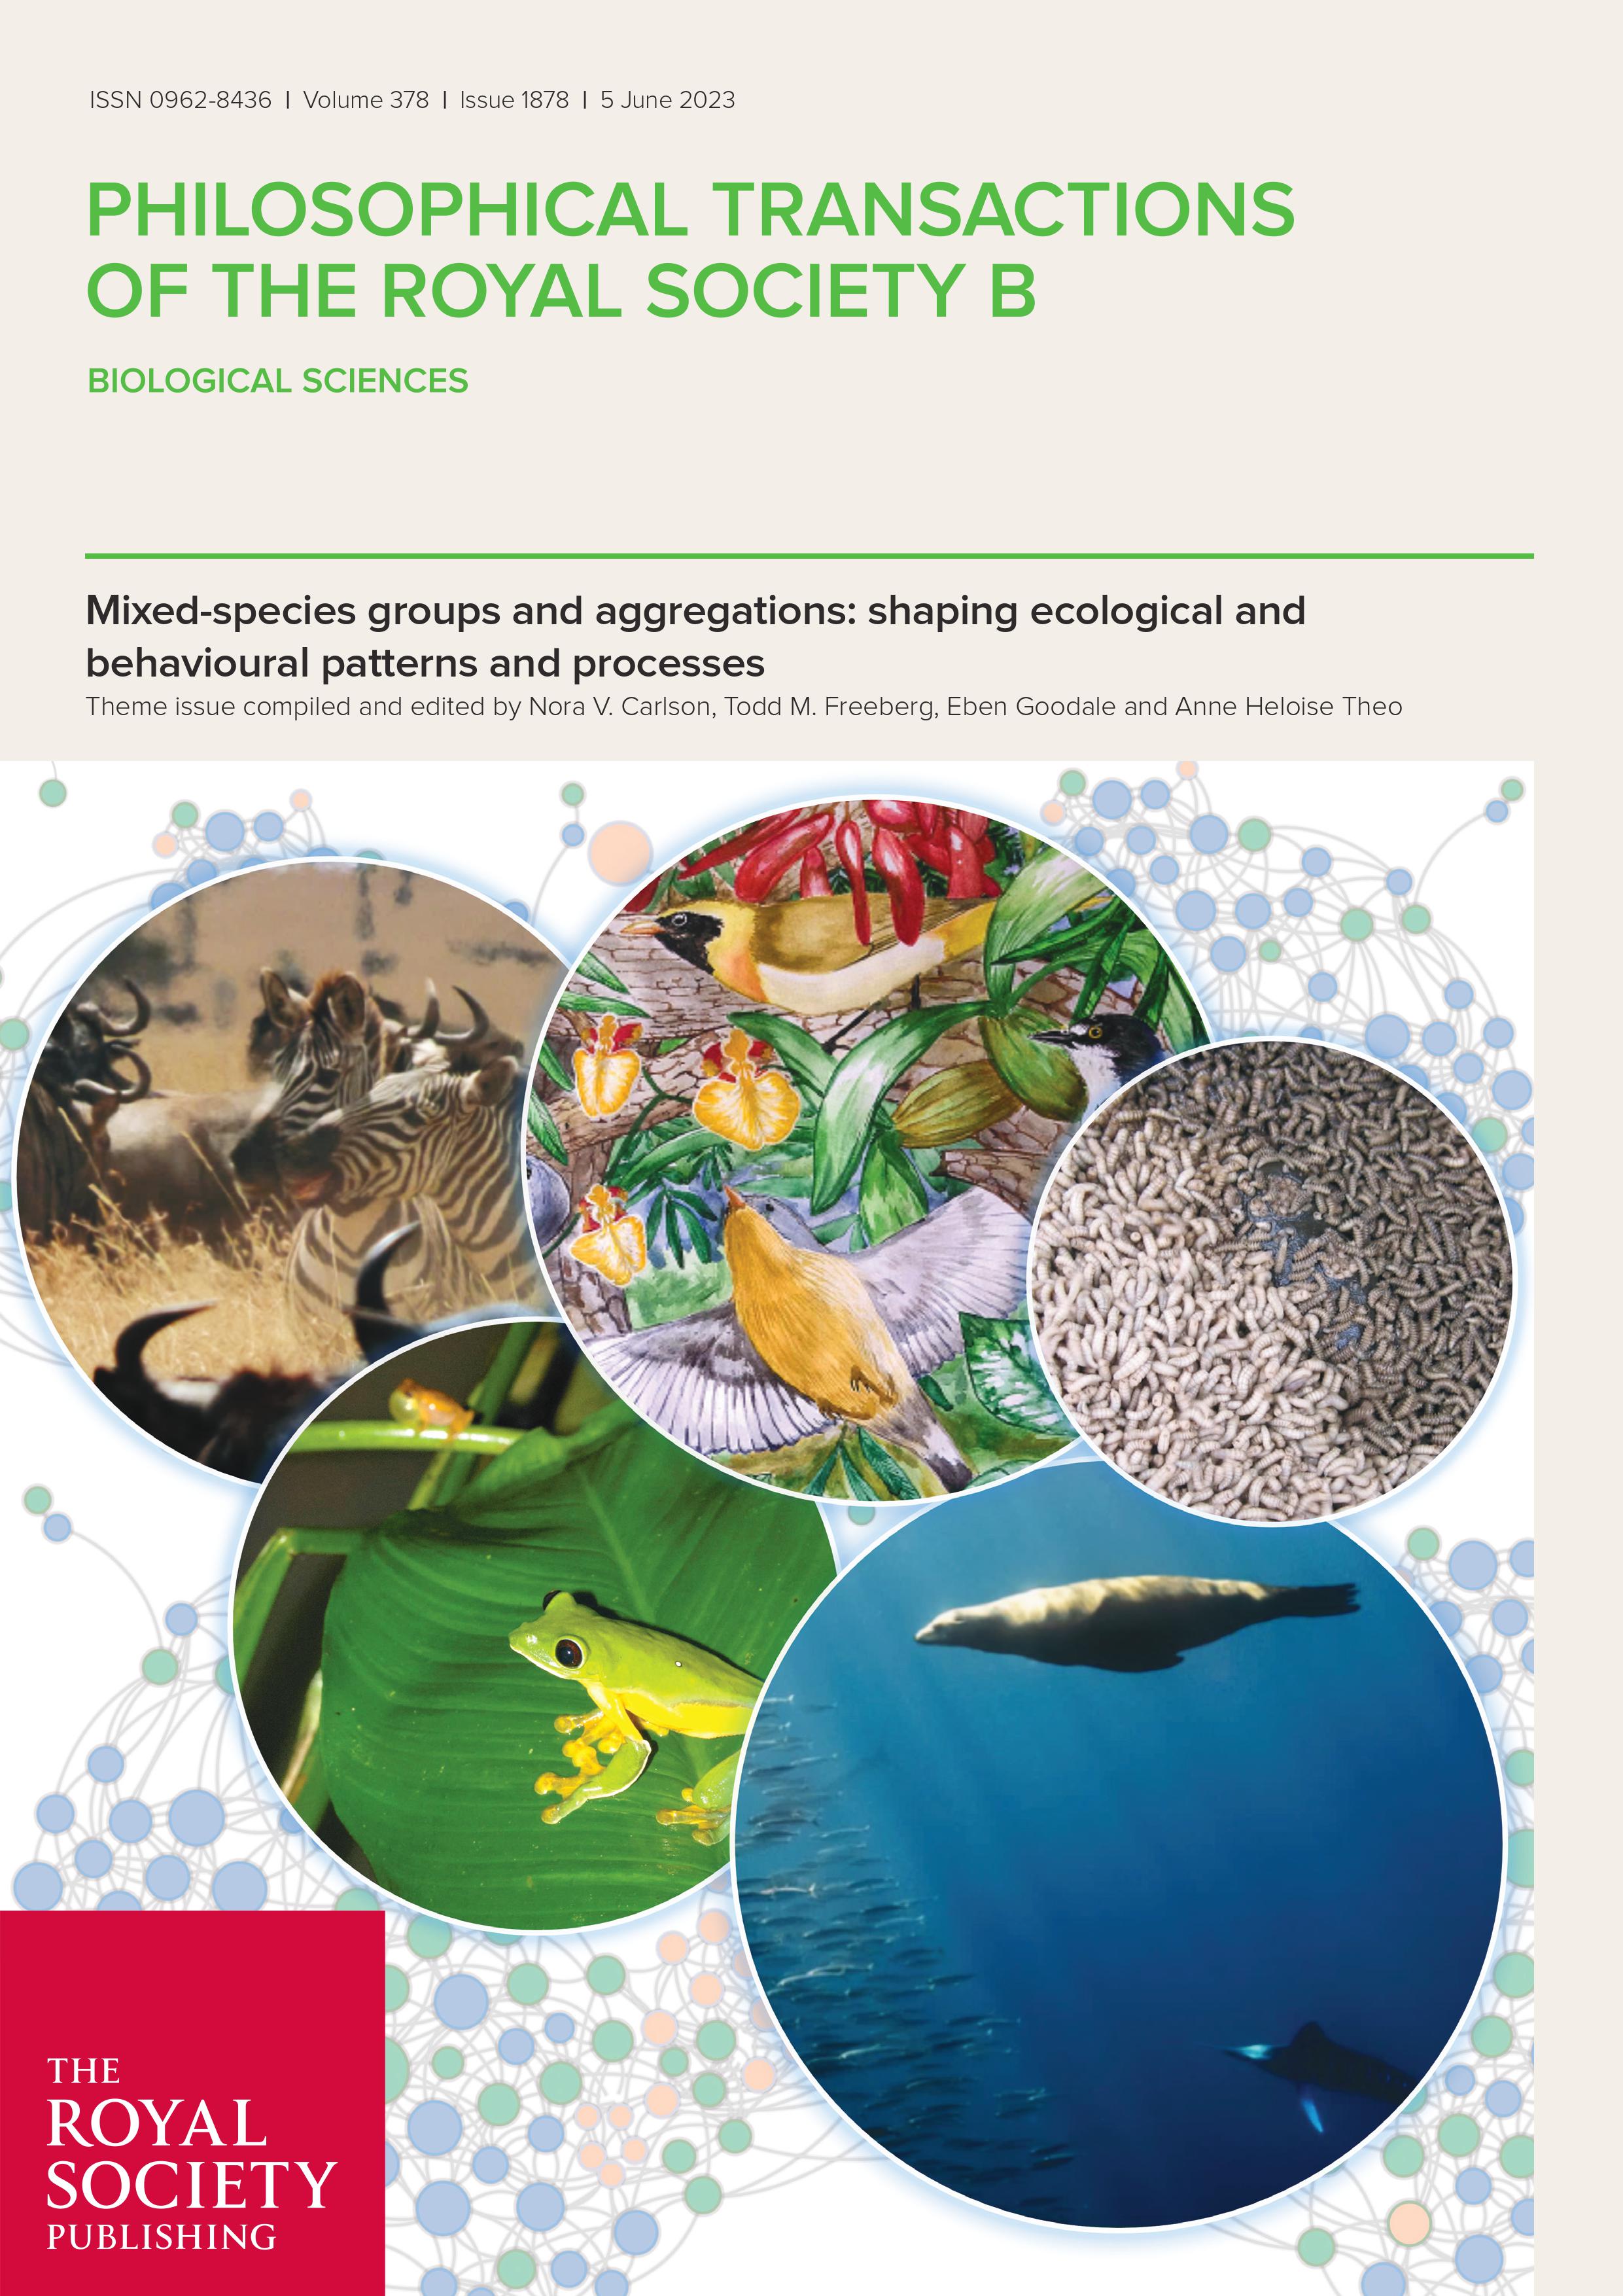 ISSN 0962-8436 | Volume 378 | Issue 1878 | 5 June 2023
PHILOSOPHICAL TRANSACTIONS
OF THE ROYAL SOCIETY B
BIOLOGICAL SCIENCES
Mixed-species groups and aggregations: shaping ecological and
behavioural patterns and processes
Theme issue compiled and edited by Nora V. Carlson, Todd M. Freeberg, Eben Goodale and Anne Heloise Theo
THE
ROYAL
SOCIETY
PUBLISHING